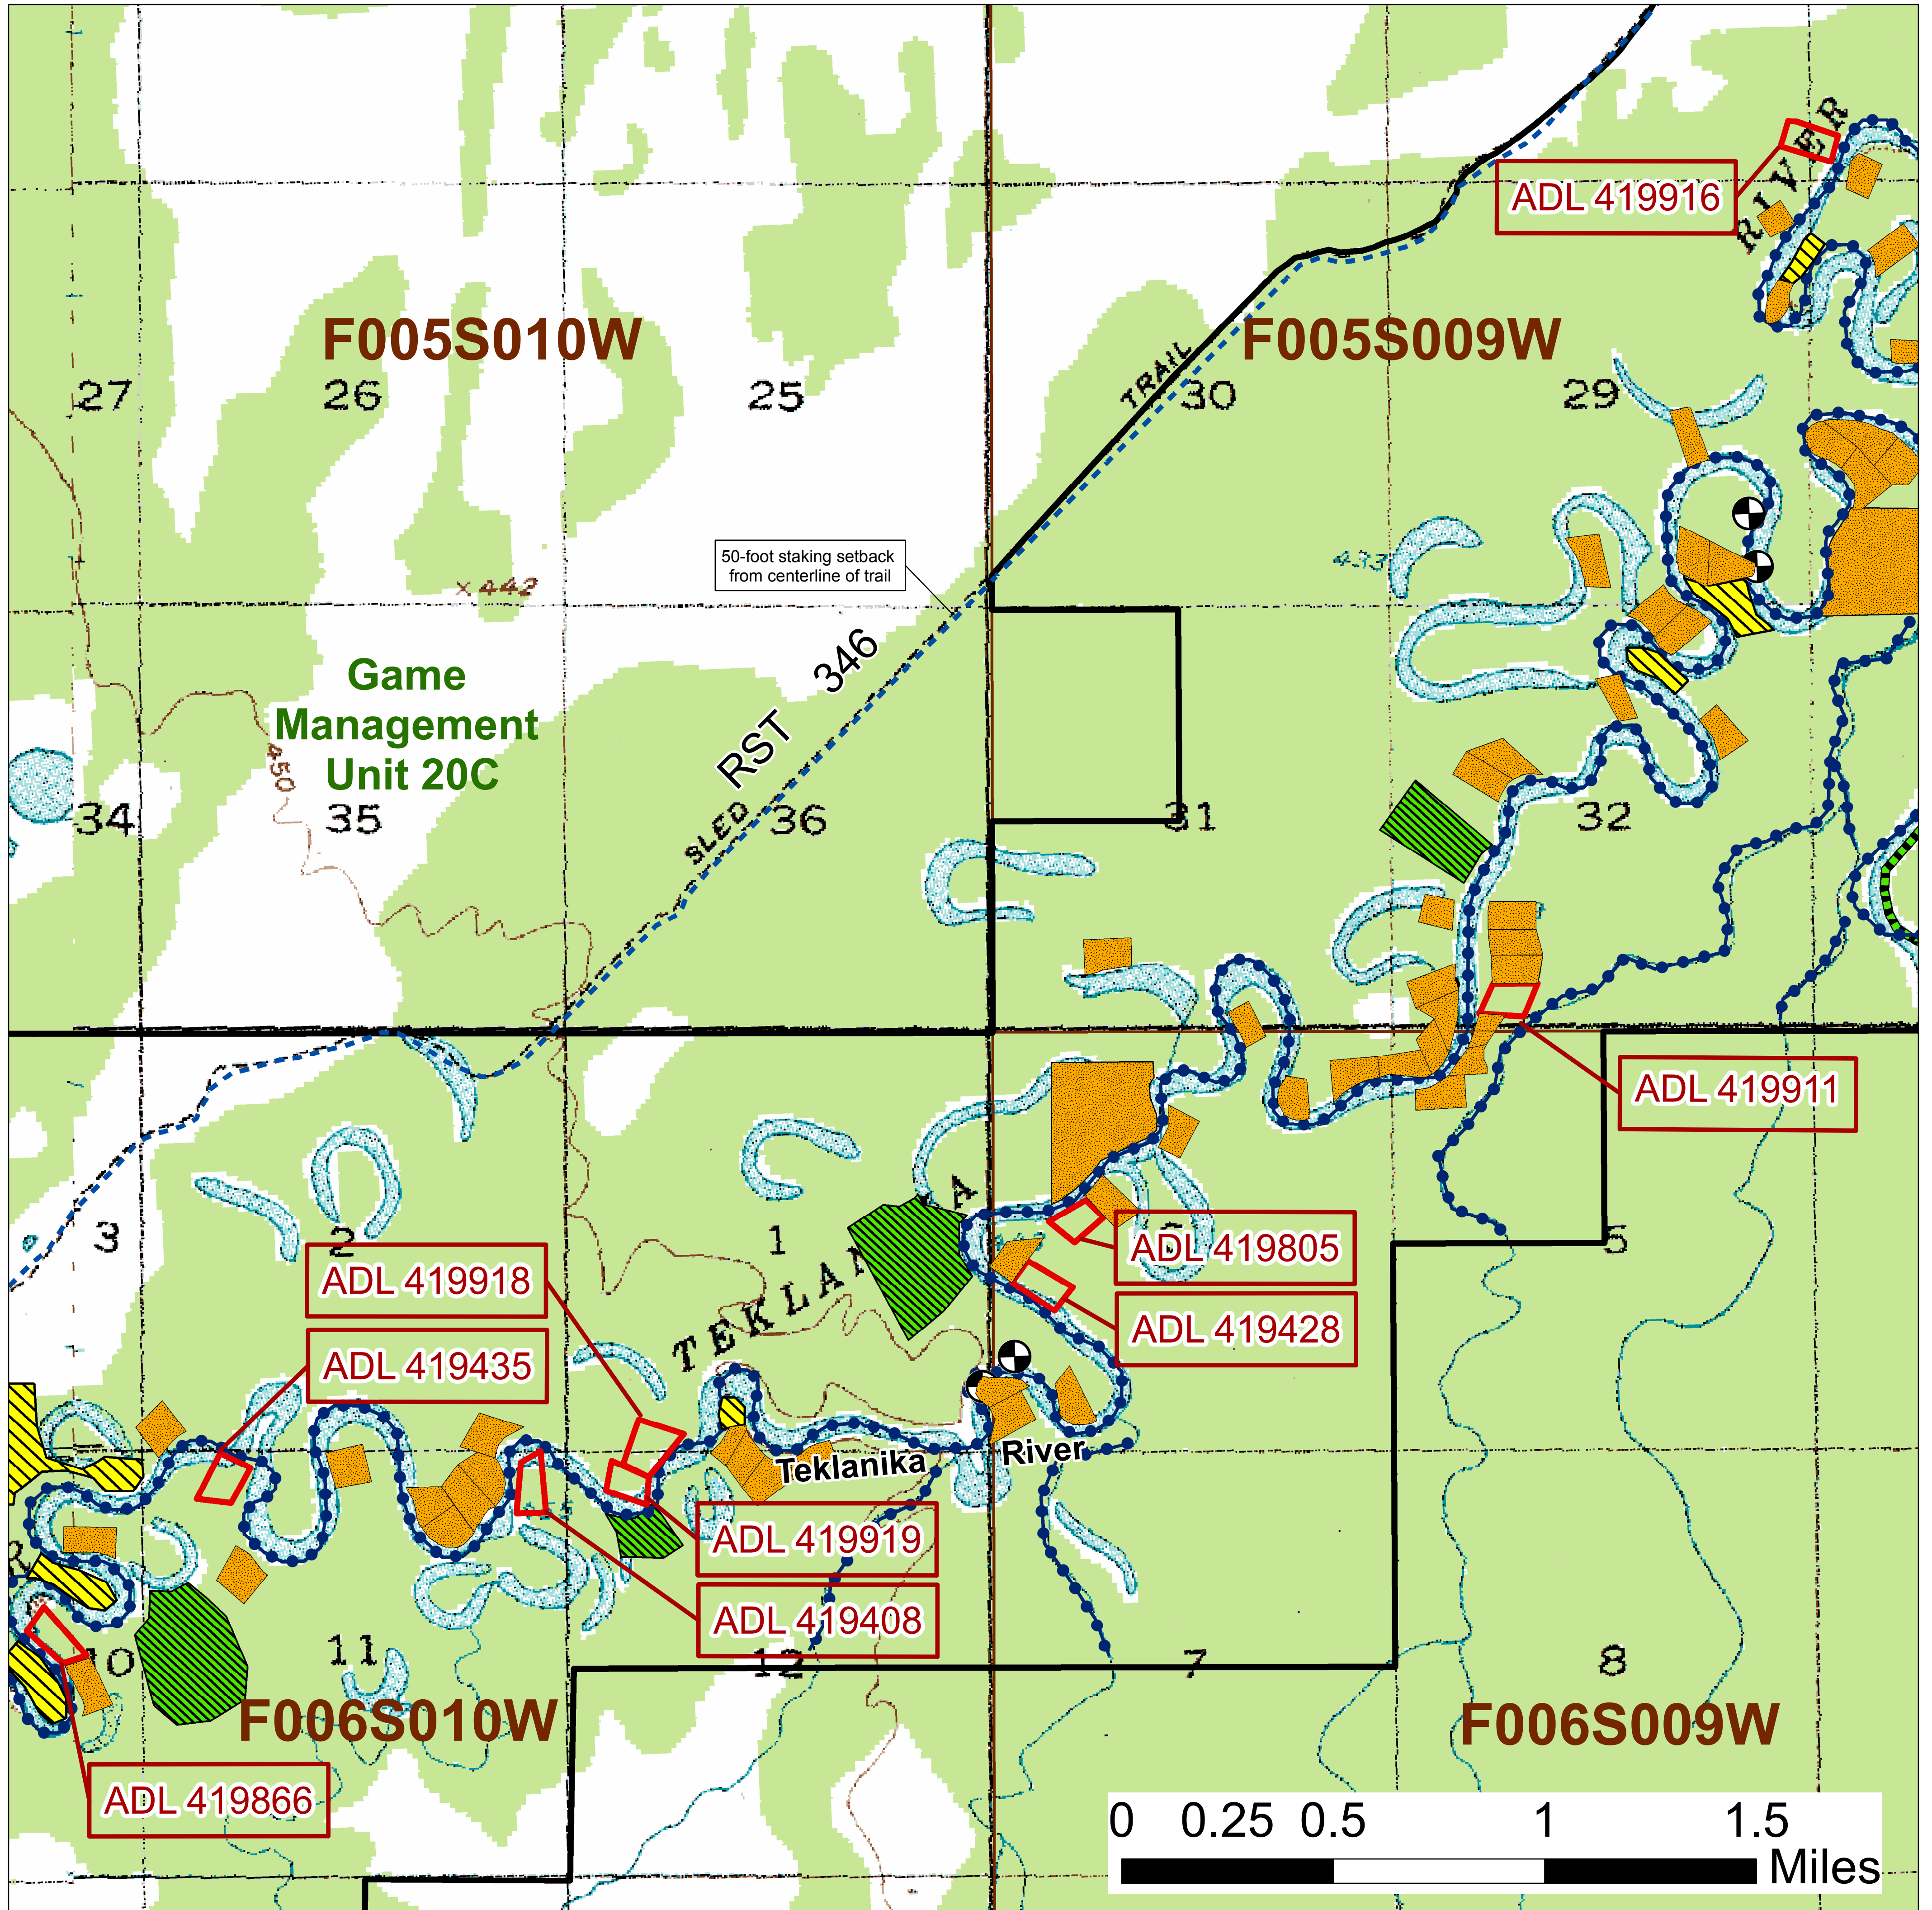 RIVER
ADL 419916
F005S010W
F005S009W
TRAIL
27
26
25
30
29
50-foot staking setback
from centerline of trail
433
×442
346
Game
Management
Unit 20C
RST
450
SLED
34
35
36
31
32
ADL 419911
3
2
1
5
TEKLAN
A
ADL 419805
ADL 419918
ADL 419428
ADL 419435
Teklanika
River
R
ADL 419919
ADL 419408
11
12
7
8
F006S010W
F006S009W
ADL 419866
0
0.25
0.5
1
1.5
Miles